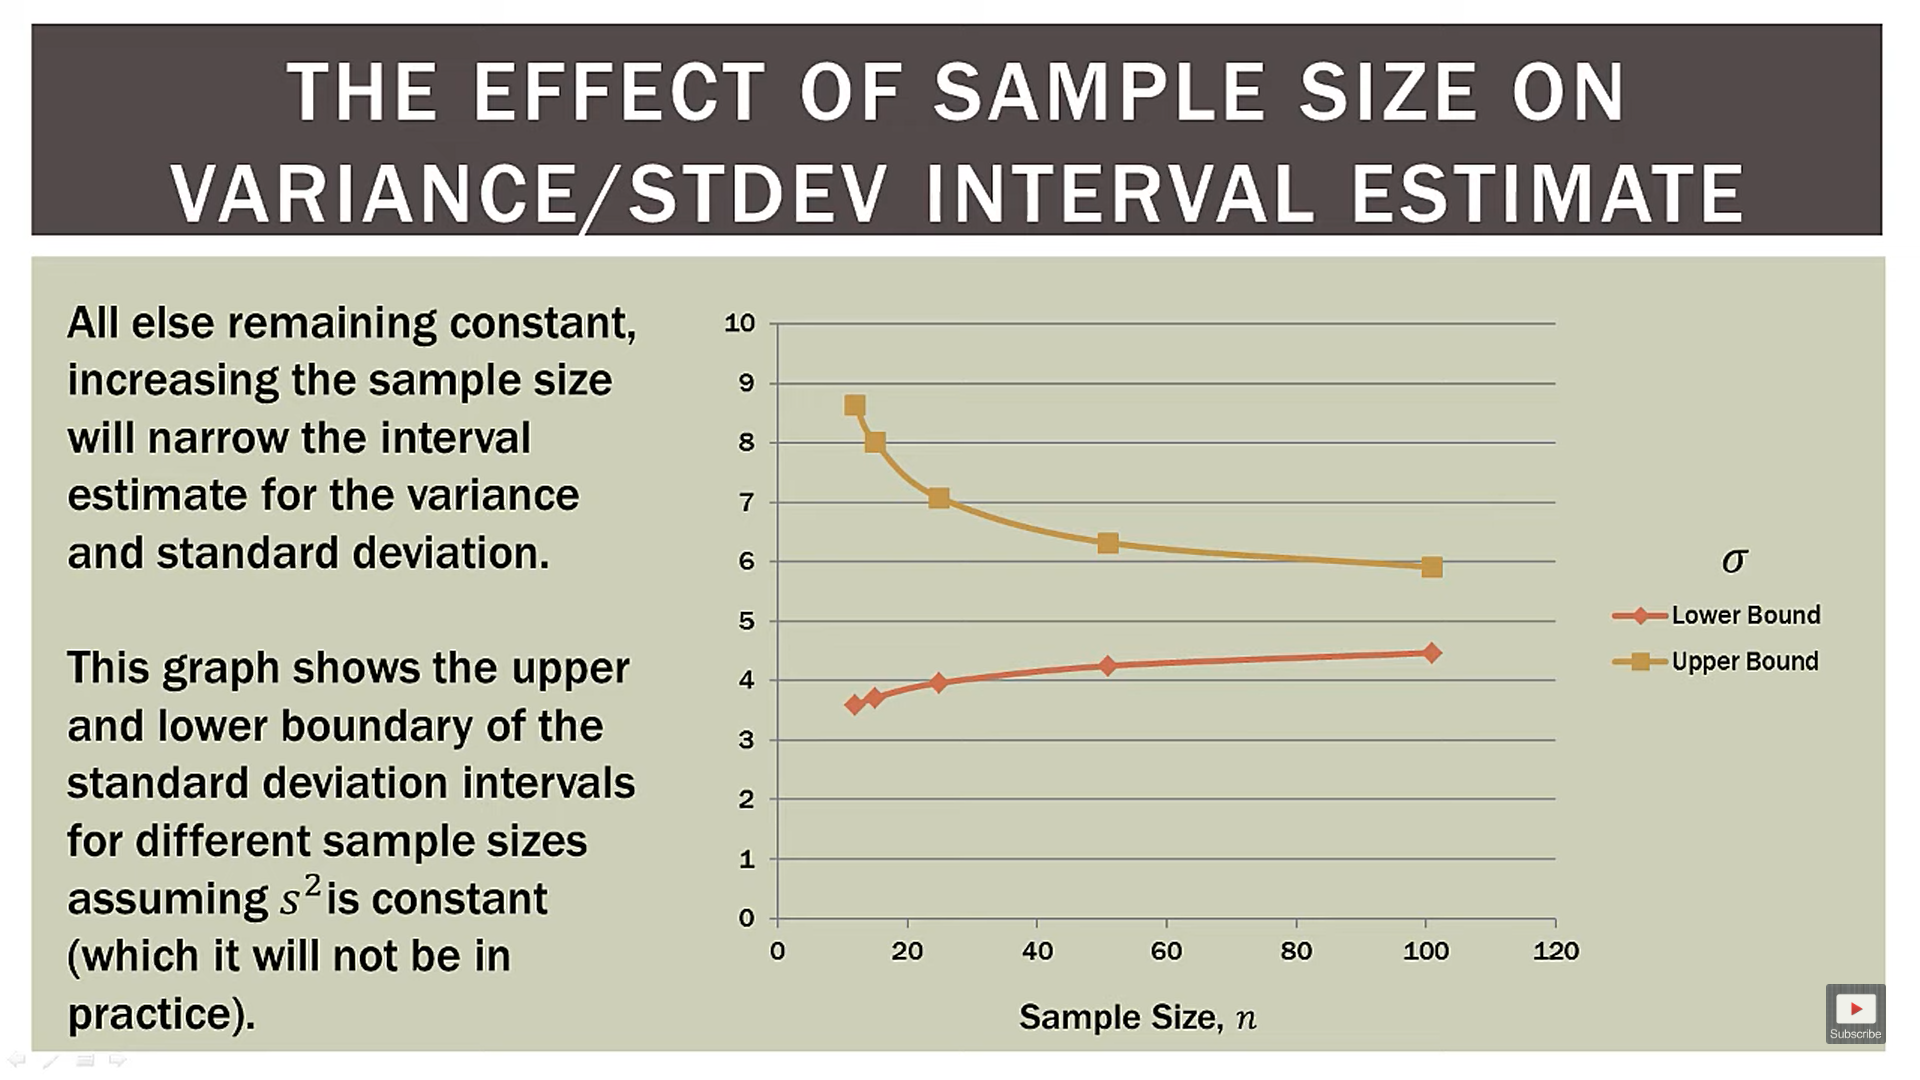 THE EFFECT OF SAMPLE SIZE ON
VARIANCE/STDEV INTERVAL ESTIMATE
All else remaining constant,
increasing the sample size
will narrow the interval
estimate for the variance
and standard deviation.
This graph shows the upper
and lower boundary of the
standard deviation intervals
for different sample sizes
assuming s² is constant
(which it will not be in
practice).
10
9
8
7
6
5
4
3
2
1
0
0 20 40 60 80 100 120
Sample Size, n
σ
Lower Bound
Upper Bound
Subscribe